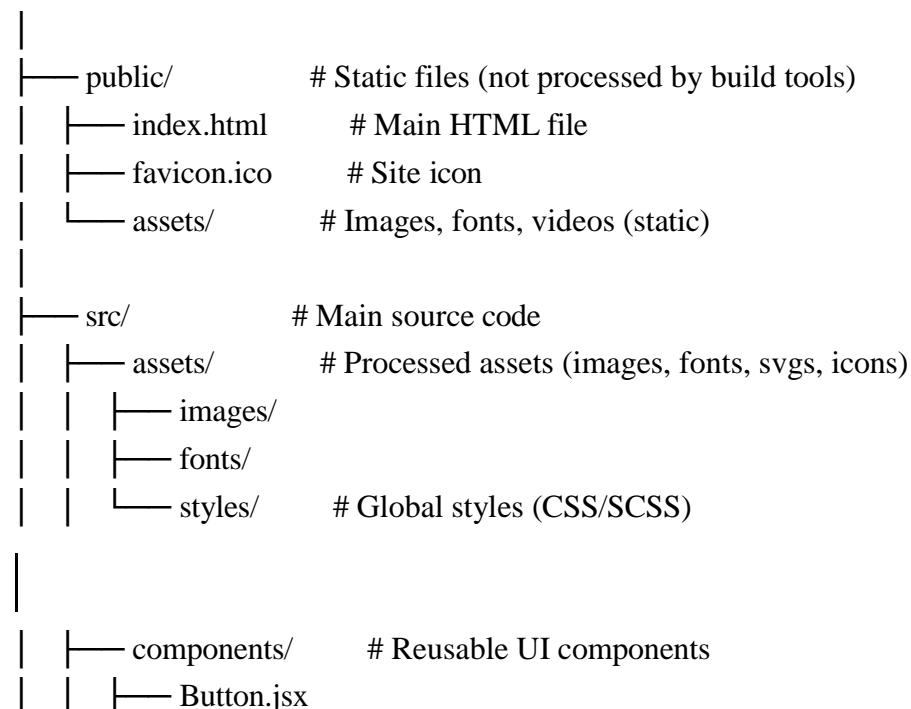 │
├── public/ # Static files (not processed by build tools)
│ ├── index.html # Main HTML file
│ ├── favicon.ico # Site icon
│ └── assets/ # Images, fonts, videos (static)
│
├── src/ # Main source code
│ ├── assets/ # Processed assets (images, fonts, svgs, icons)
│ │ ├── images/
│ │ ├── fonts/
│ │ └── styles/ # Global styles (CSS/SCSS)
│
│ ├── components/ # Reusable UI components
│ │ ├── Button.jsx